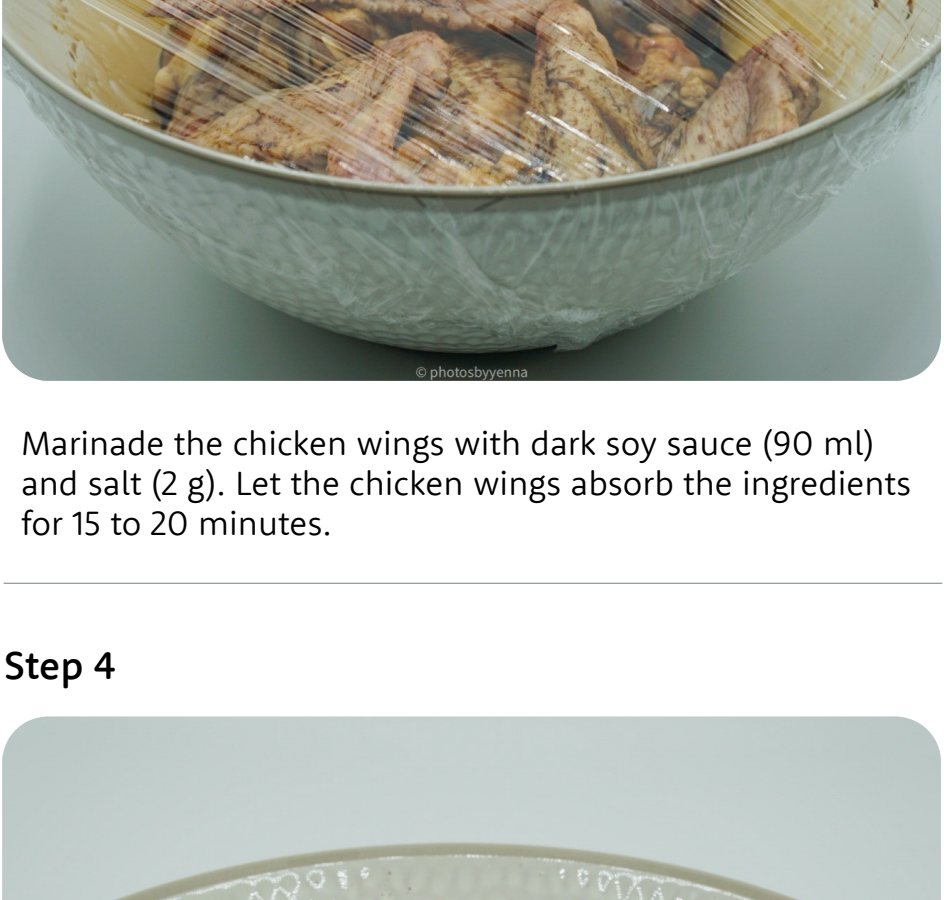 © photosbyyenna
Marinade the chicken wings with dark soy sauce (90 ml)
and salt (2 g). Let the chicken wings absorb the ingredients
for 15 to 20 minutes.
Step 4